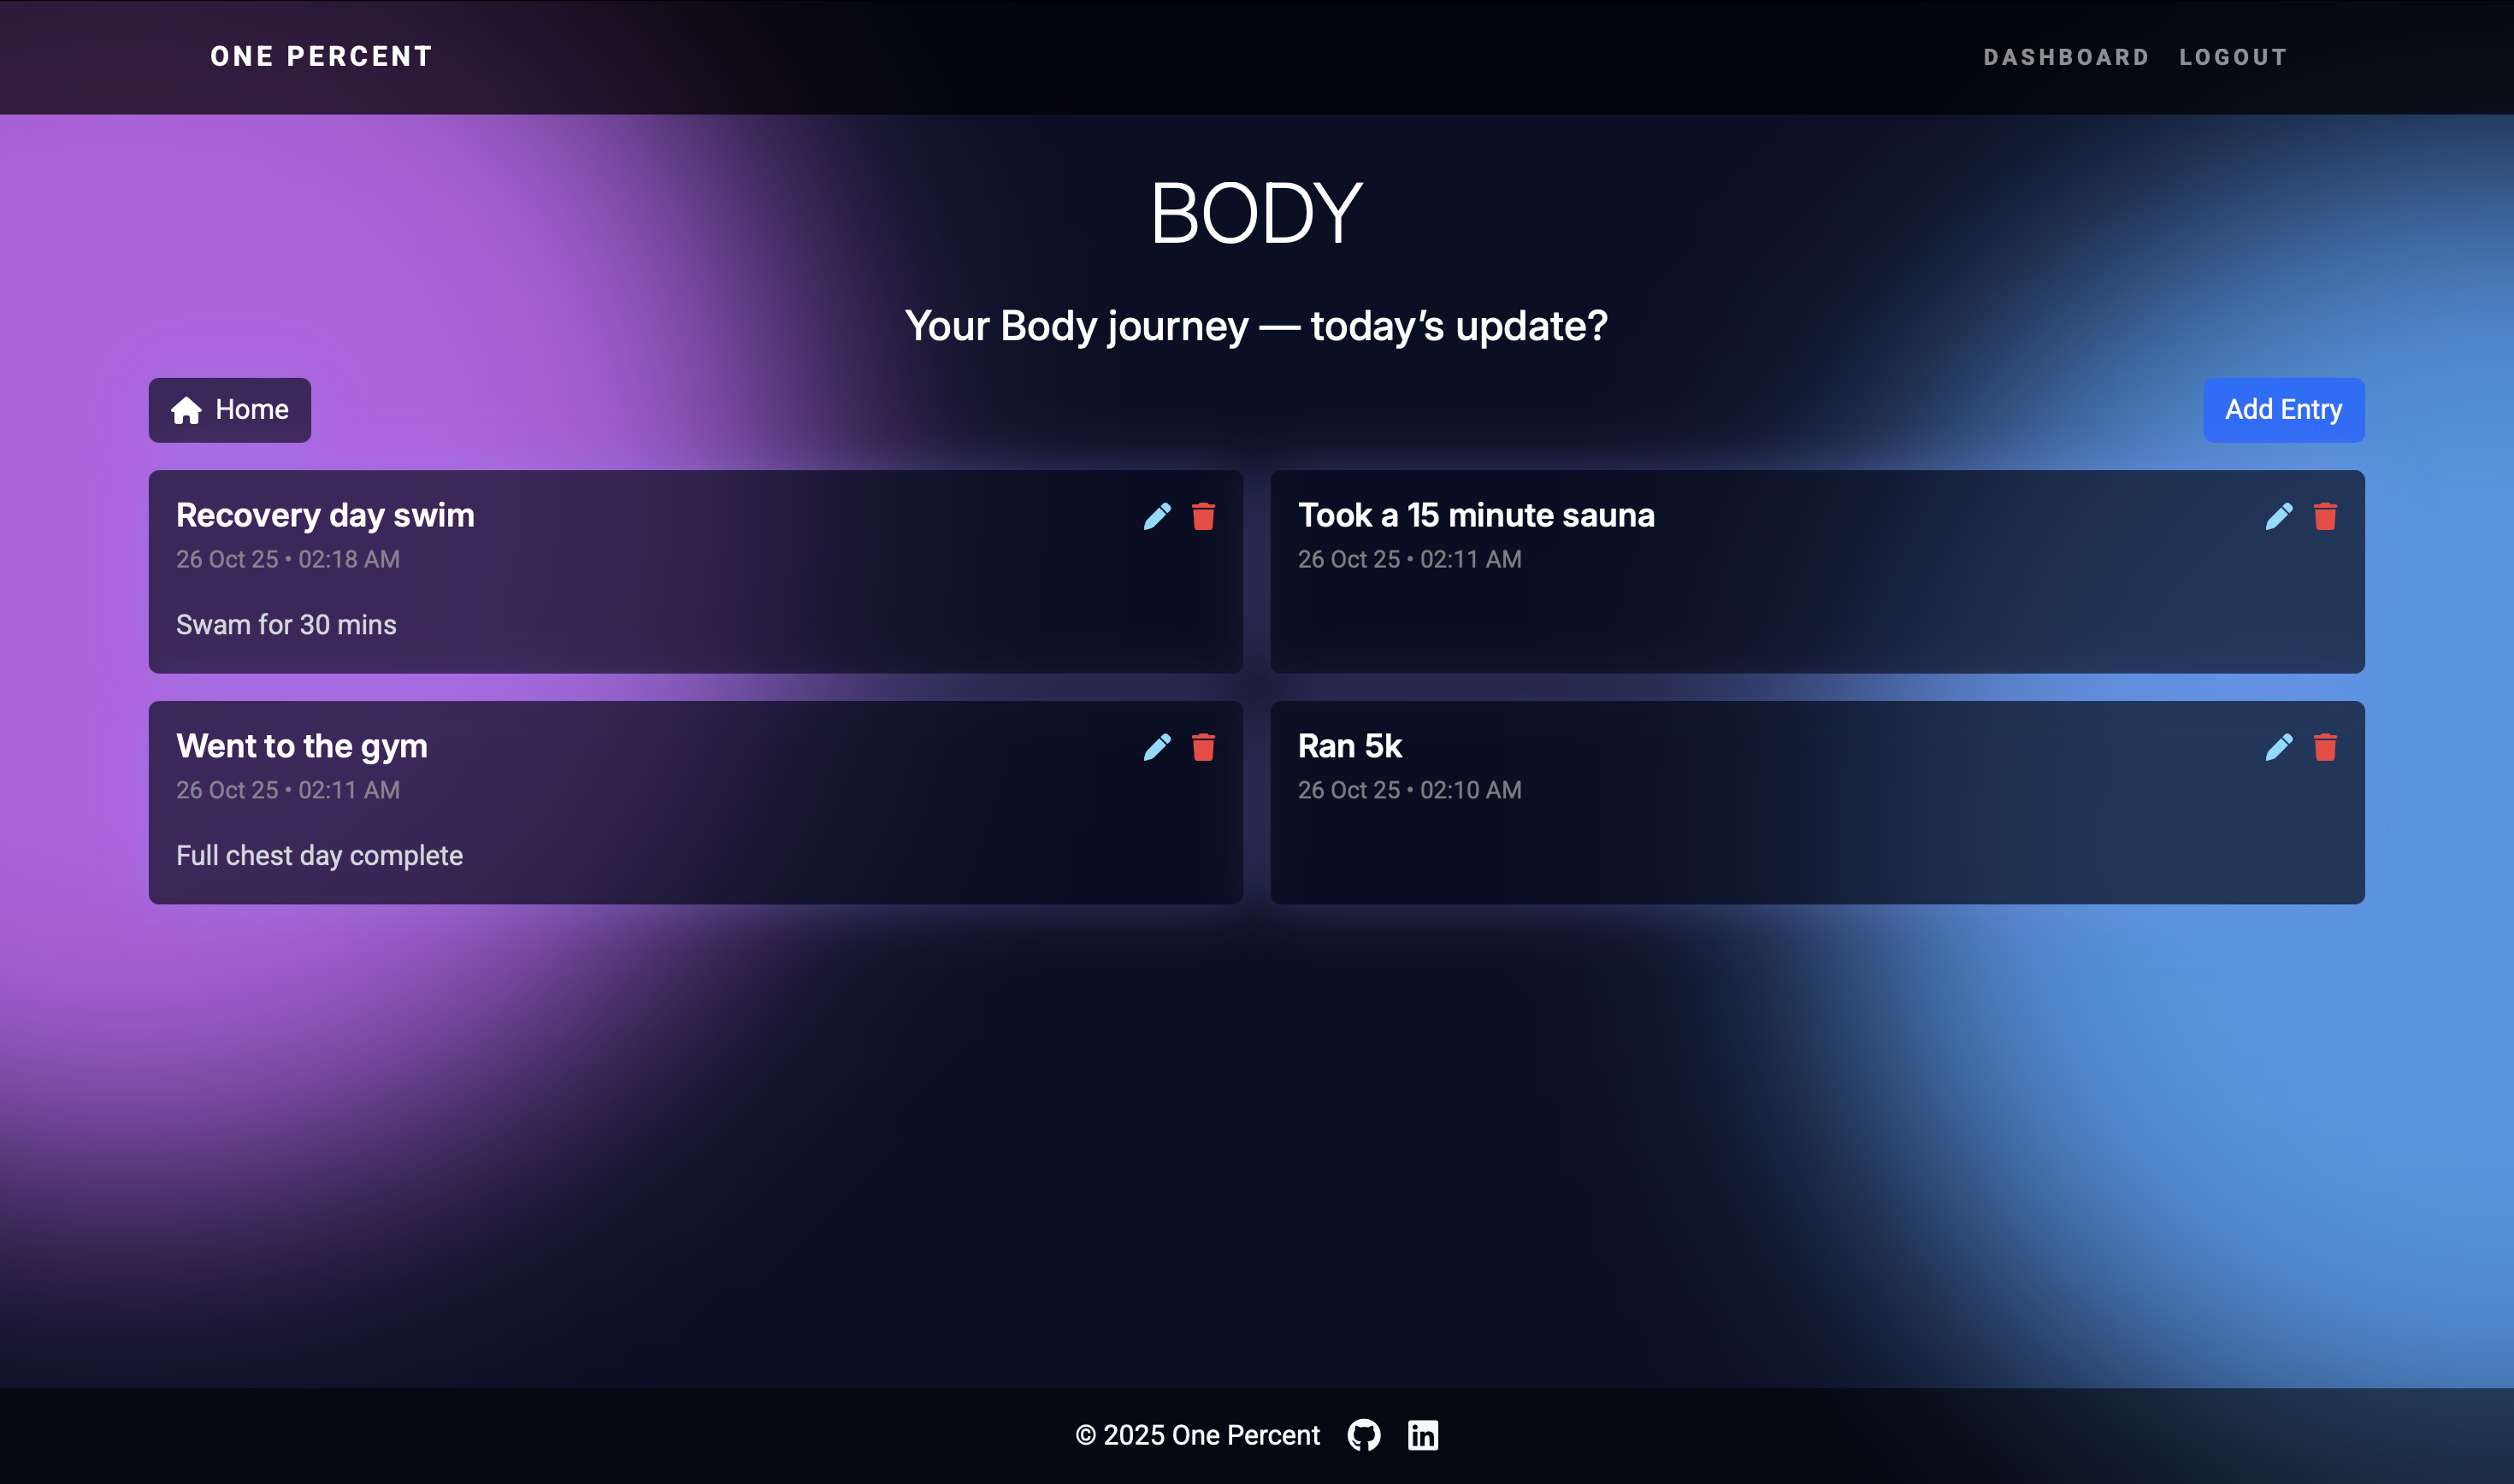 ONE PERCENT
DASHBOARD LOGOUT
BODY
Your Body journey — today’s update?
Home
Add Entry
Recovery day swim
26 Oct 25 • 02:18 AM
Swam for 30 mins
Took a 15 minute sauna
26 Oct 25 • 02:11 AM
Went to the gym
26 Oct 25 • 02:11 AM
Full chest day complete
Ran 5k
26 Oct 25 • 02:10 AM
© 2025 One Percent
in